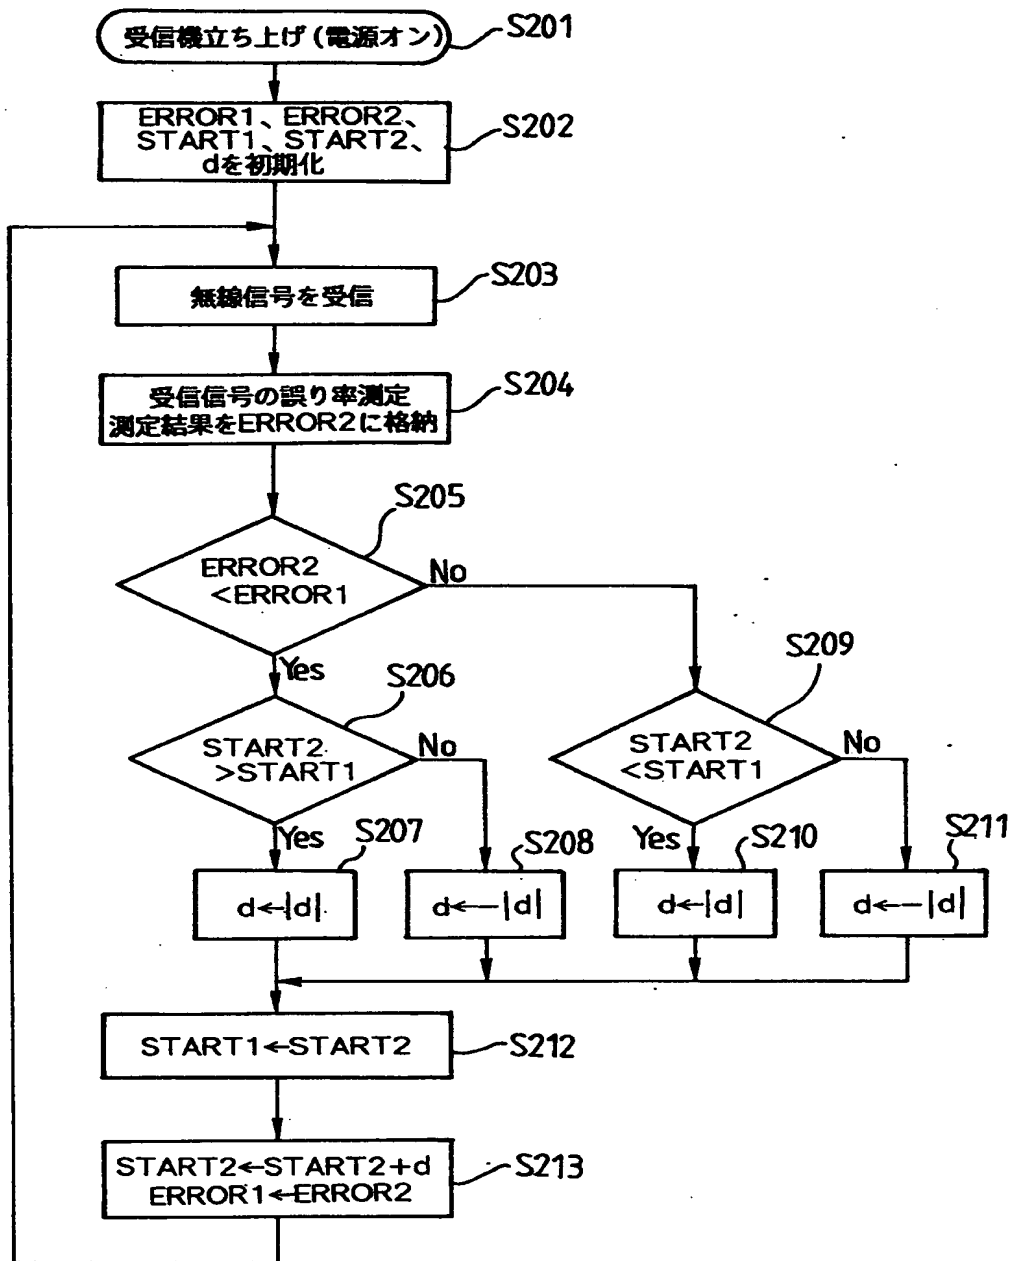 受信機立ち上げ(電源オン)
S201
ERROR1、ERROR2、
START1、START2、
dを初期化
S202
無線信号を受信
S203
受信信号の誤り率測定
測定結果をERROR2に格納
S204
S205
ERROR2
<ERROR1
No
Yes
S206
START2
>START1
No
Yes
S209
START2
<START1
No
Yes
S207
d←|d|
S208
d←−|d|
S210
d←|d|
S211
d←−|d|
START1←START2
S212
START2←START2+d
ERROR1←ERROR2
S213